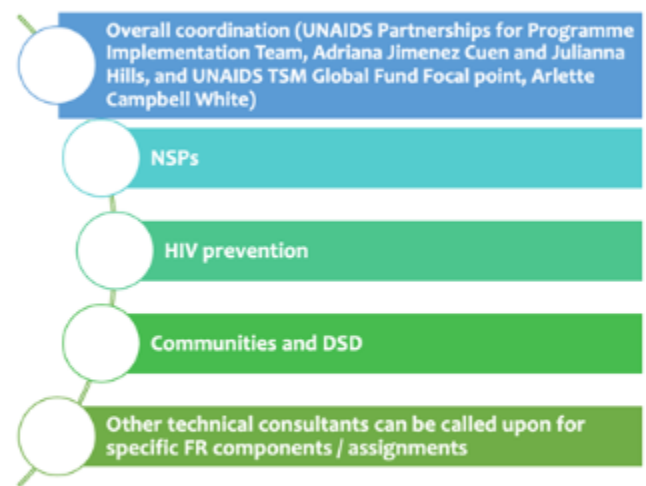 Overall coordination (UNAIDS Partnerships for Programme
Implementation Team, Adriana Jimenez Cuen and Julianna
Hills, and UNAIDS TSM Global Fund Focal point, Arlette
Campbell White)
NSPs
HIV prevention
Communities and DSD
Other technical consultants can be called upon for
specific FR components / assignments